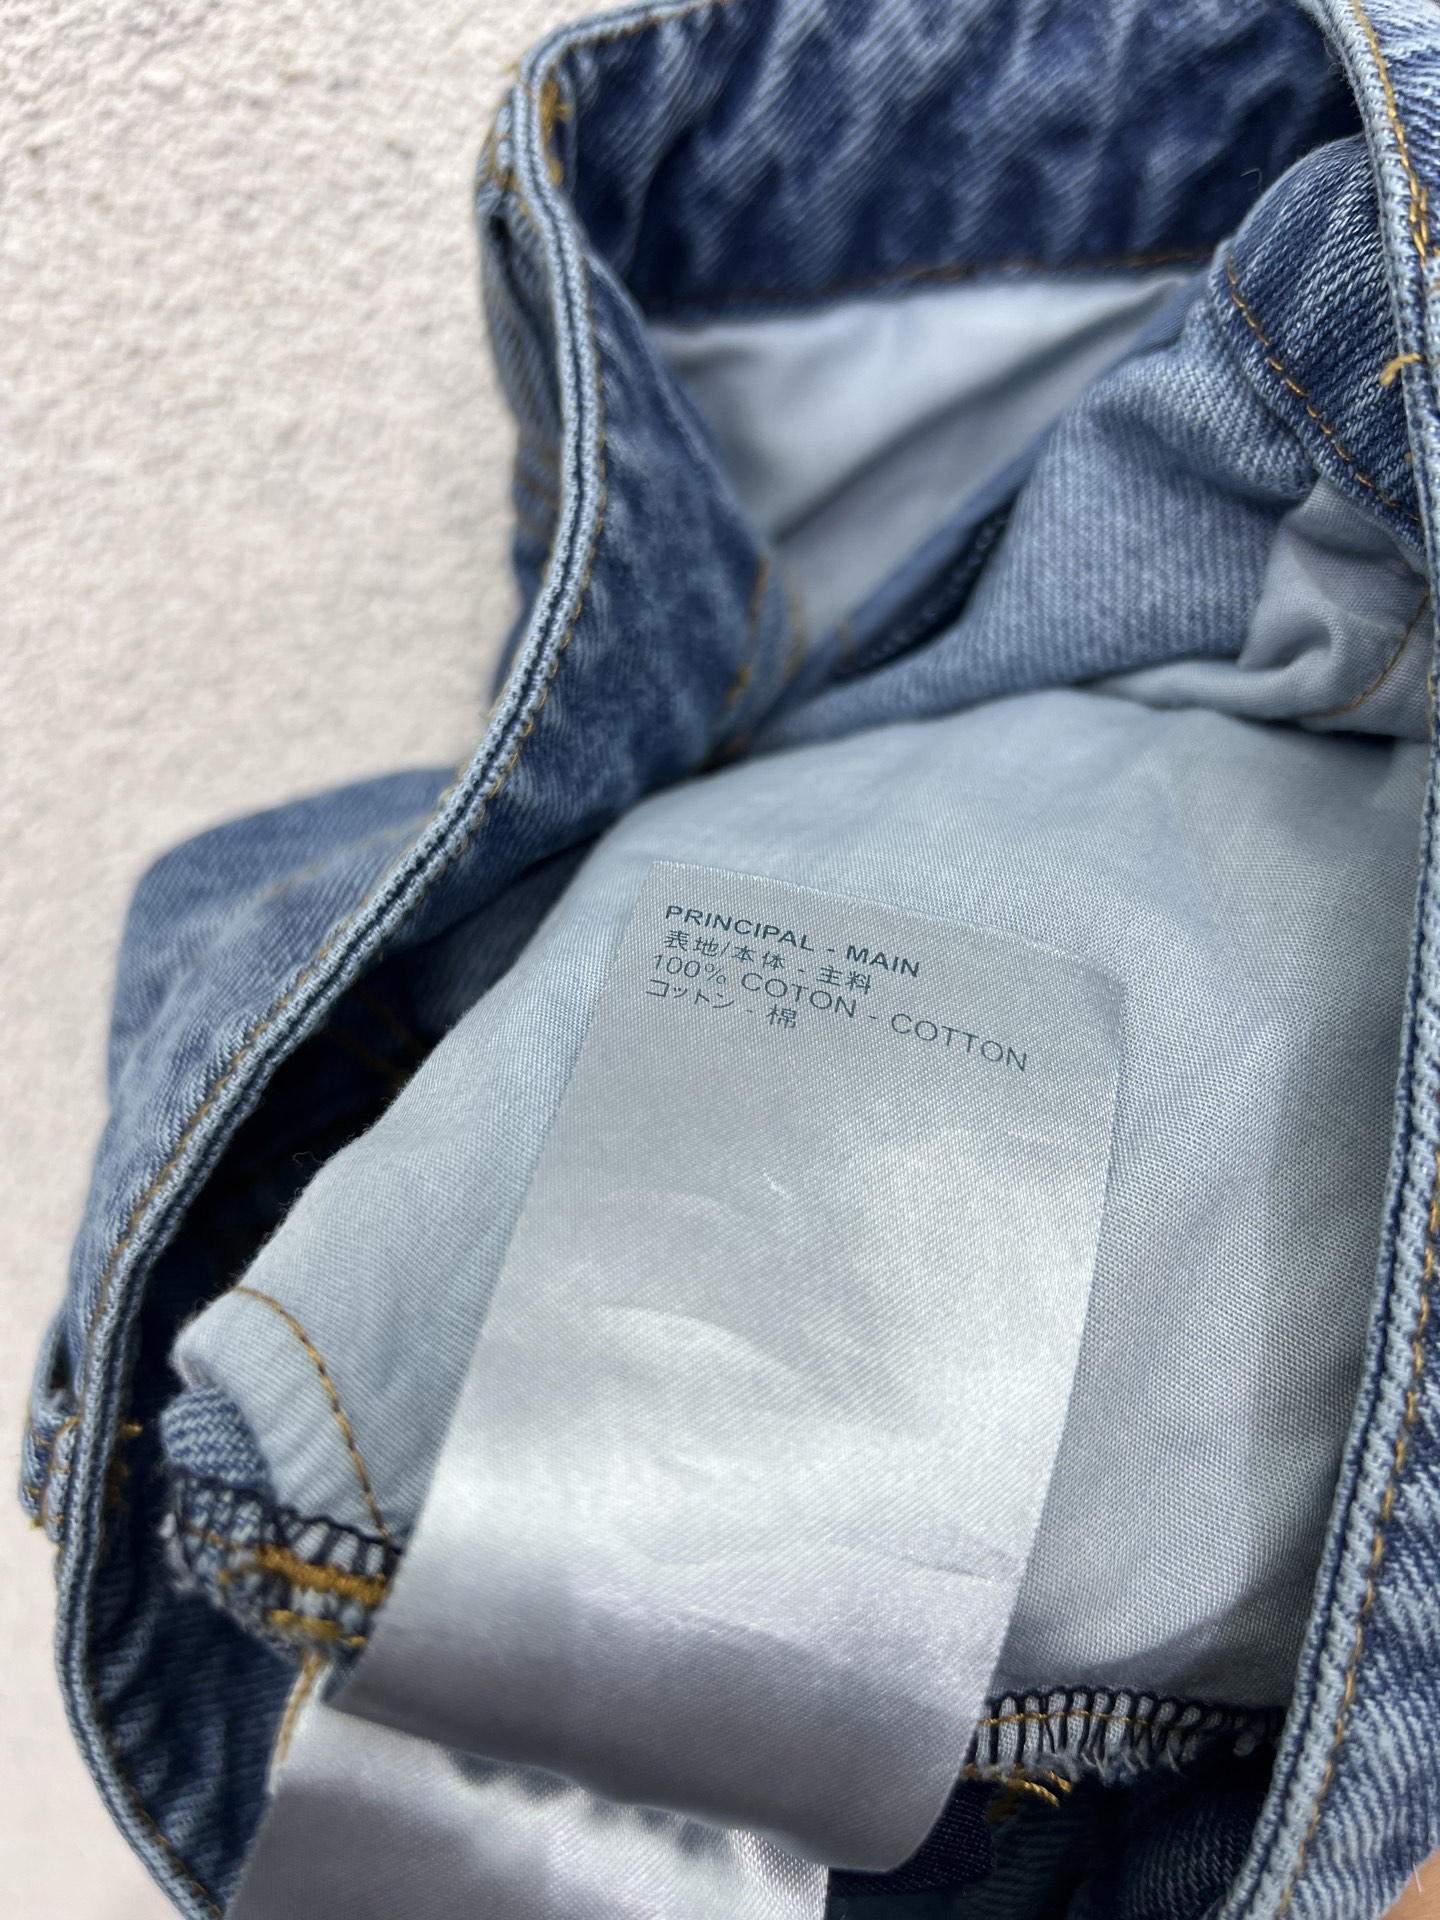 PRINCIPAL - MAIN
表地/本体 - 主料
100% COTON - COTTON
コットン - 棉